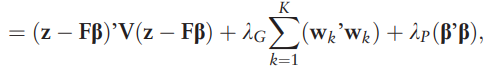 = (z − Fβ)’V(z − Fβ) + λ_G ∑_{k=1}^{K} (w_k’w_k) + λ_P(β’β),